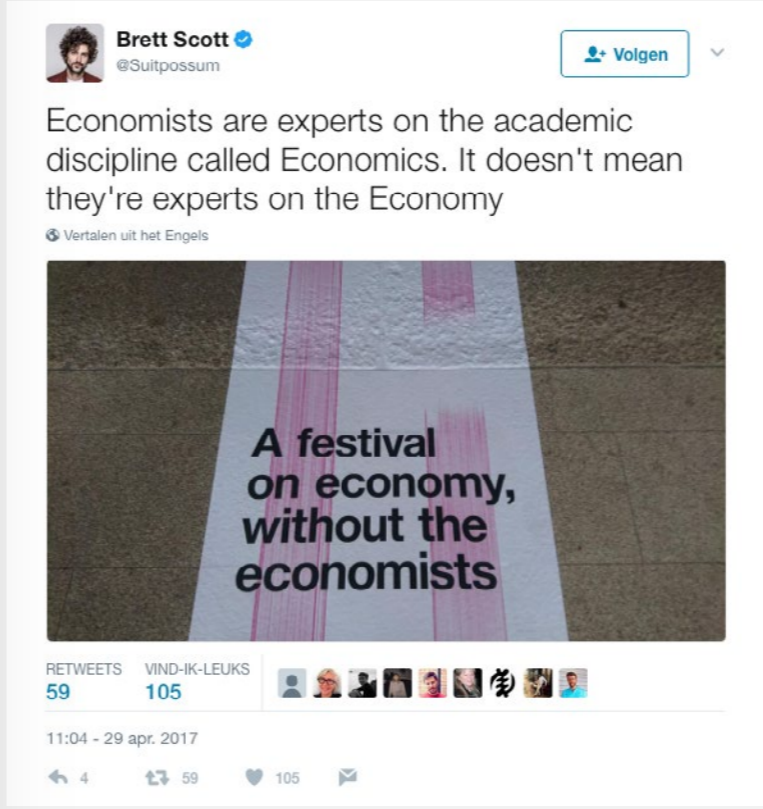 Brett Scott
@Suitpossum
Volgen
Economists are experts on the academic
discipline called Economics. It doesn't mean
they're experts on the Economy
Vertalen uit het Engels
A festival
on economy,
without the
economists
RETWEETS VIND-IK-LEUKS
59 105
11:04 - 29 apr. 2017
4 59 105